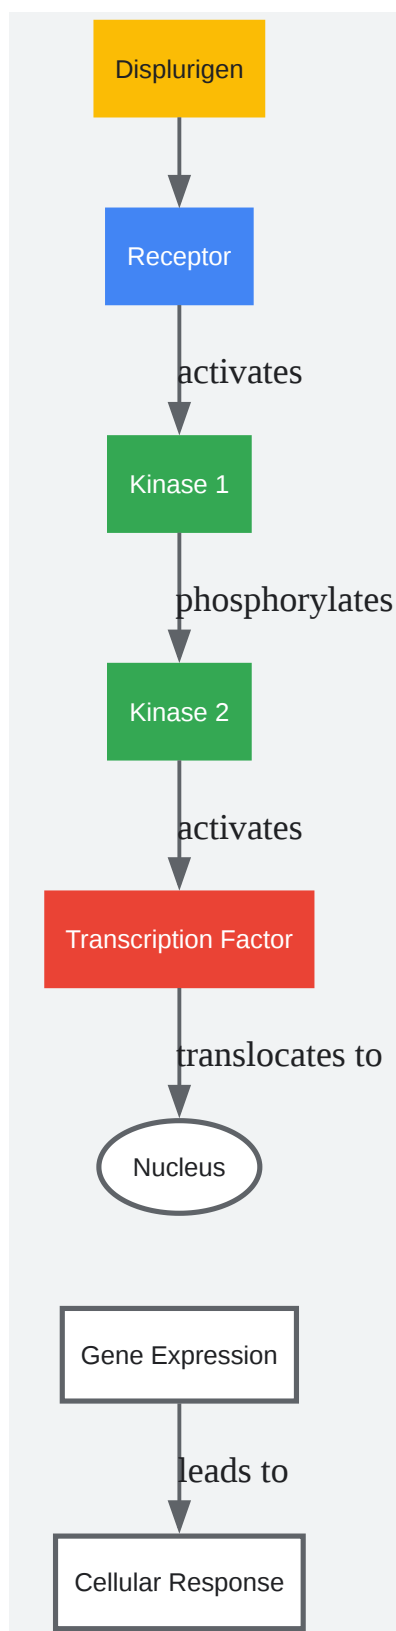 Displurigen
Receptor
activates
Kinase 1
phosphorylates
Kinase 2
activates
Transcription Factor
translocates to
Nucleus
Gene Expression
leads to
Cellular Response